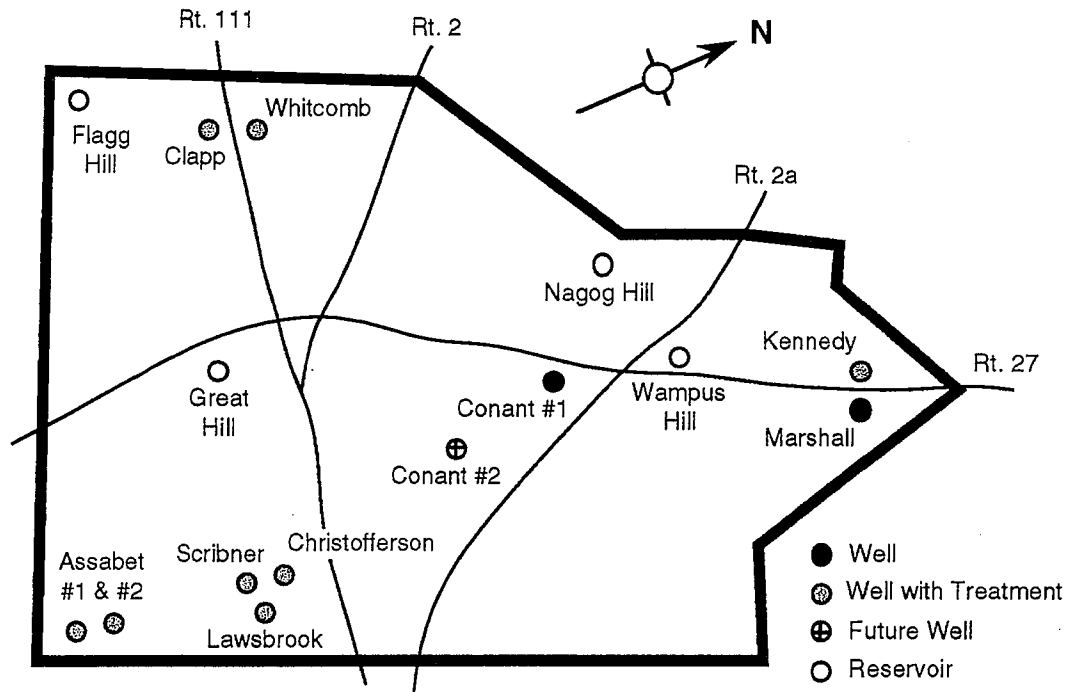 Rt. 111
Rt. 2
N
Flagg
Hill
Clapp
Whitcomb
Rt. 2a
Nagog Hill
Kennedy
Rt. 27
Great
Hill
Conant #1
Wampus
Hill
Marshall
Conant #2
Assabet
#1 & #2
Scribner
Christofferson
Lawsbrook
Well
Well with Treatment
Future Well
Reservoir